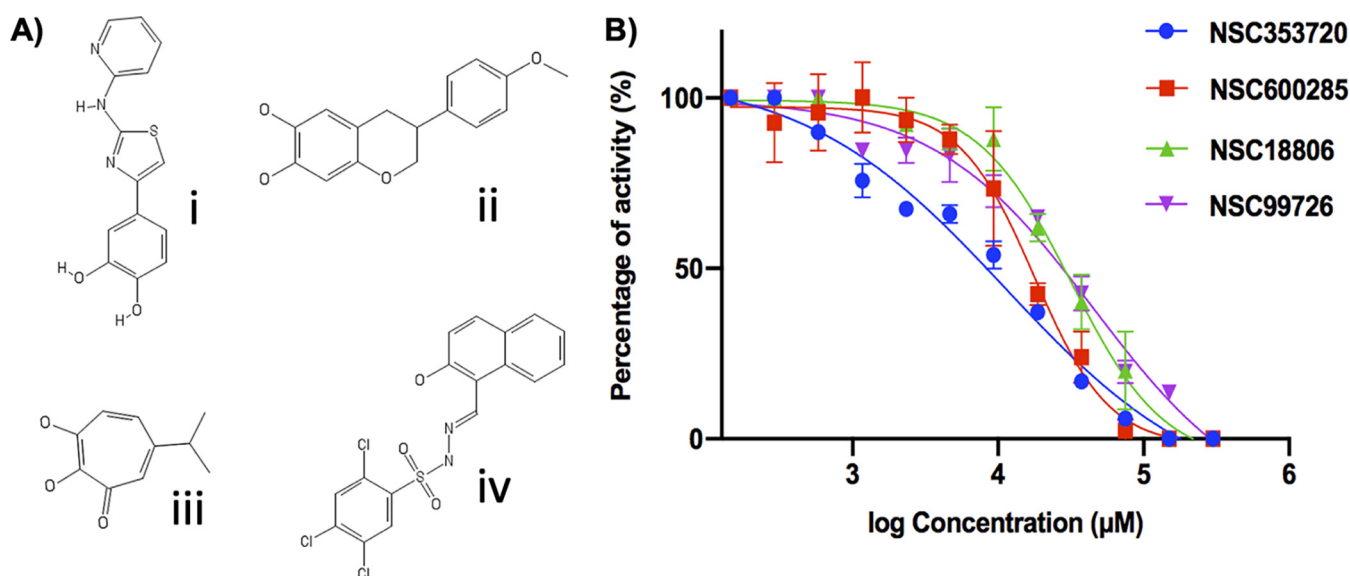 A)
N
H-N
S
N
H-O
H-O
i
O
O
O
ii
O
O
O
iii
O
N
N
Cl
O
S
O
Cl
Cl
iv
B)
Percentage of activity (%)
100
50
0
3
4
5
6
log Concentration (µM)
NSC353720
NSC600285
NSC18806
NSC99726